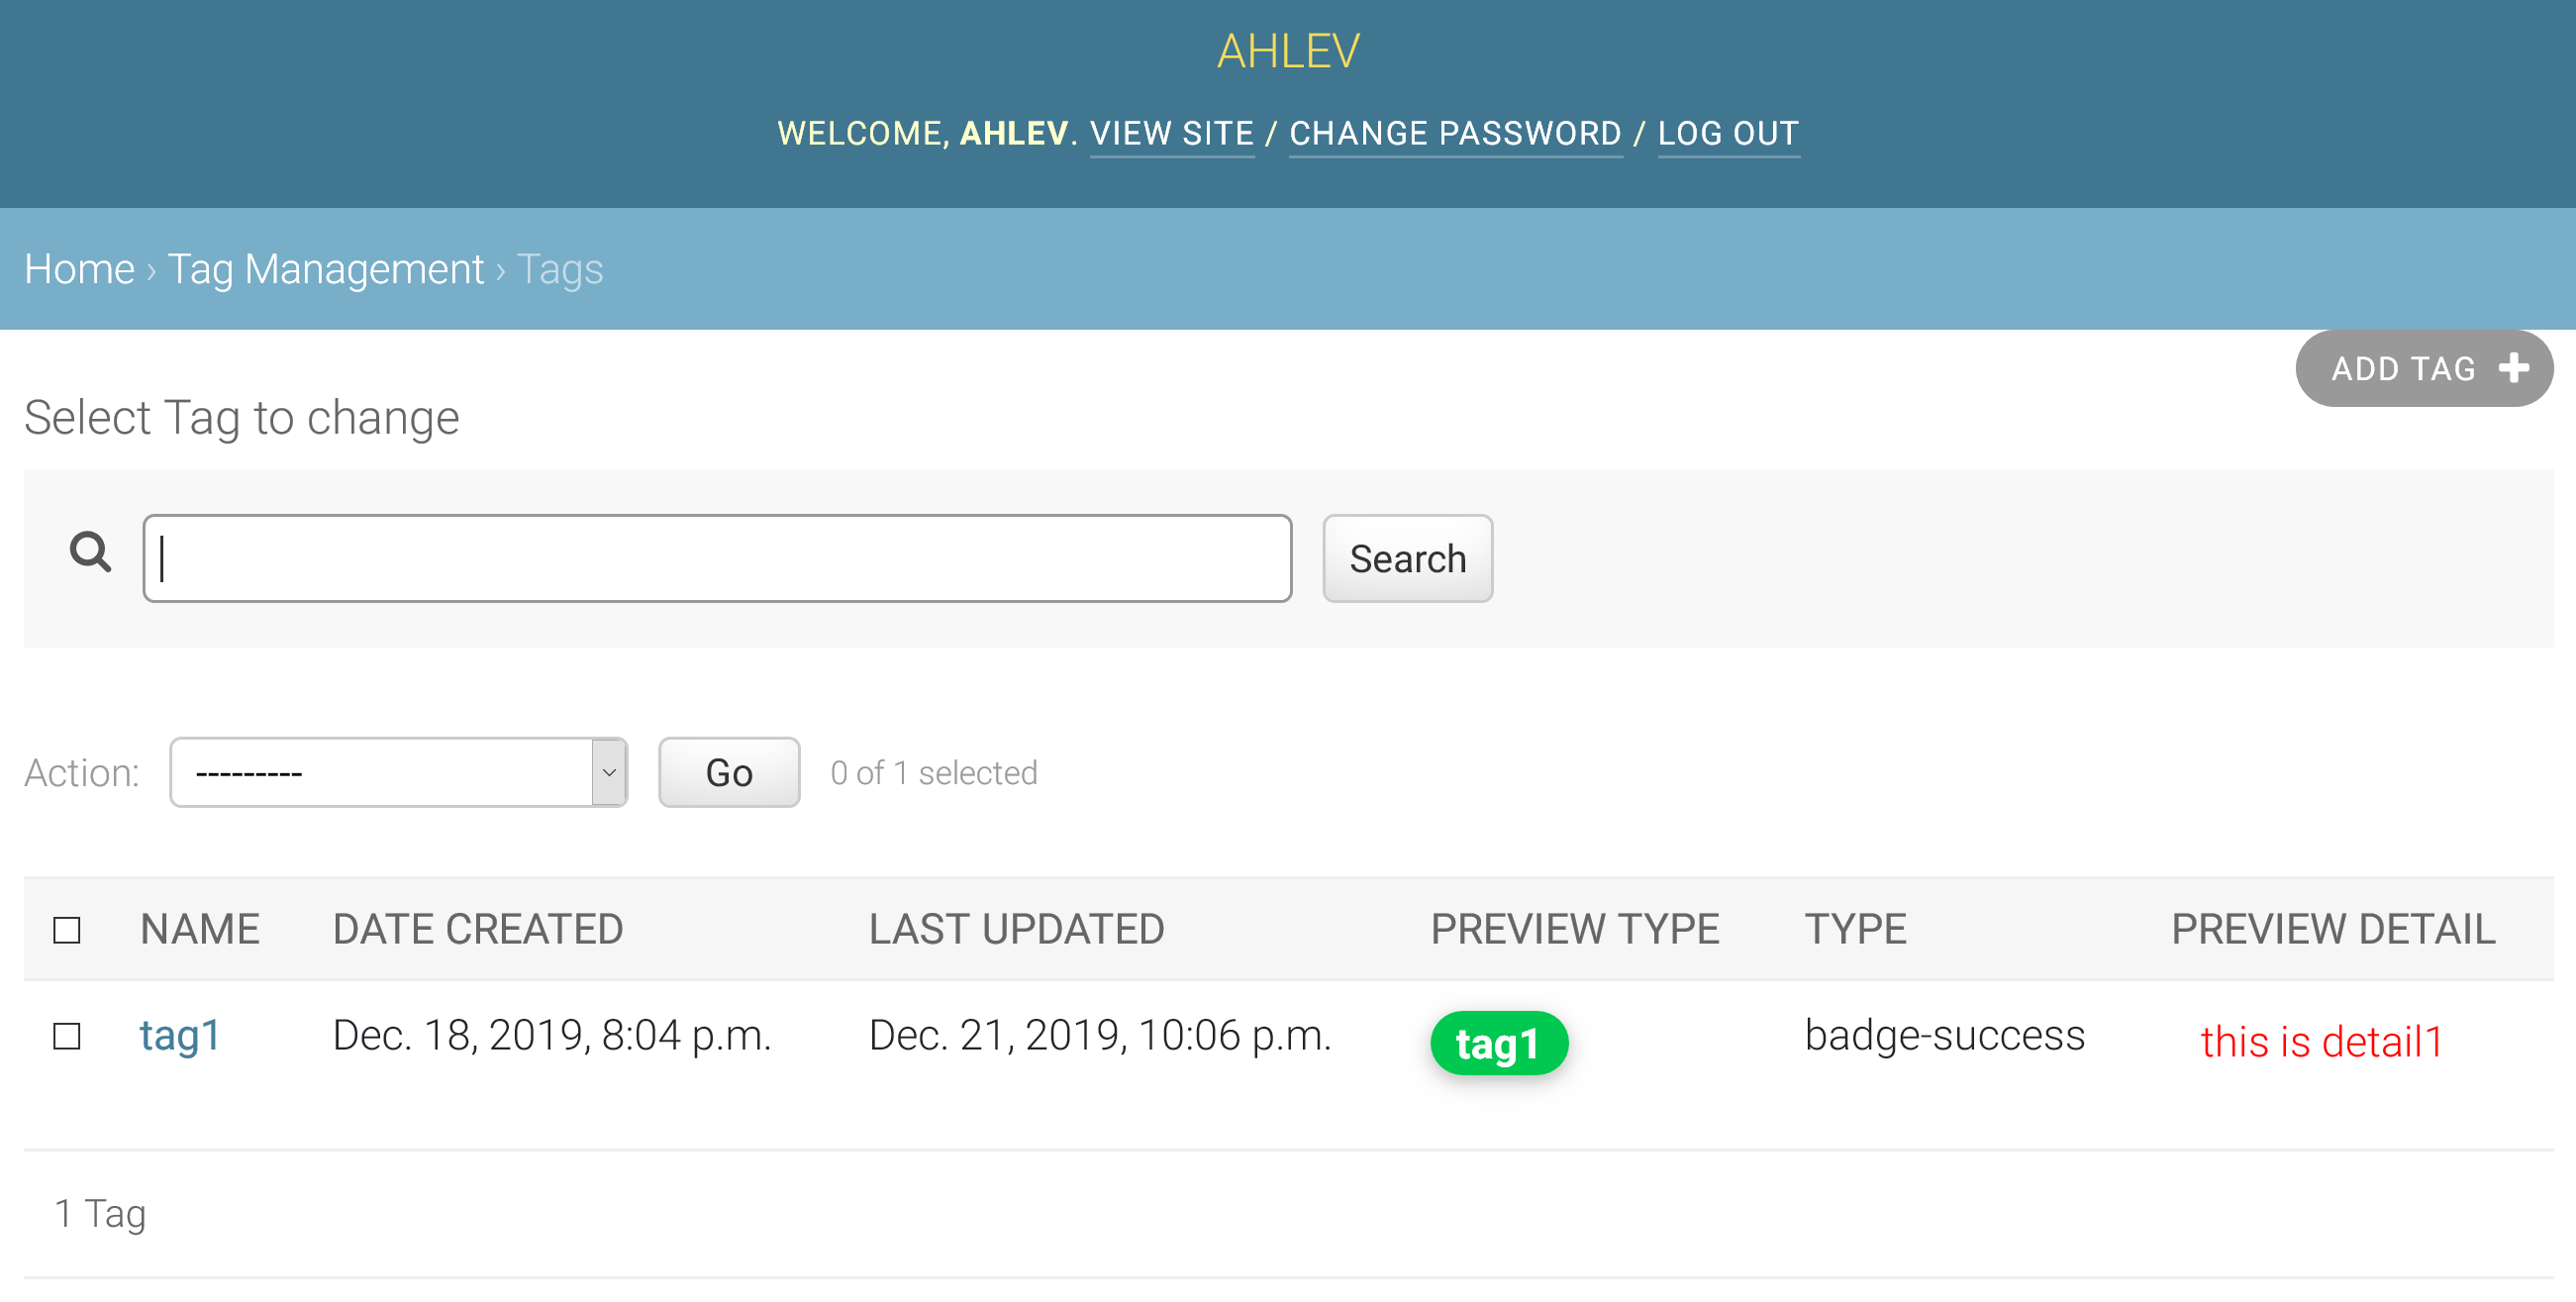 AHLEV
WELCOME, AHLEV. VIEW SITE / CHANGE PASSWORD / LOG OUT
Home › Tag Management › Tags
ADD TAG
Select Tag to change
Search
Action: --------- Go 0 of 1 selected
NAME DATE CREATED LAST UPDATED PREVIEW TYPE TYPE PREVIEW DETAIL
tag1 Dec. 18, 2019, 8:04 p.m. Dec. 21, 2019, 10:06 p.m. tag1 badge-success this is detail1
1 Tag